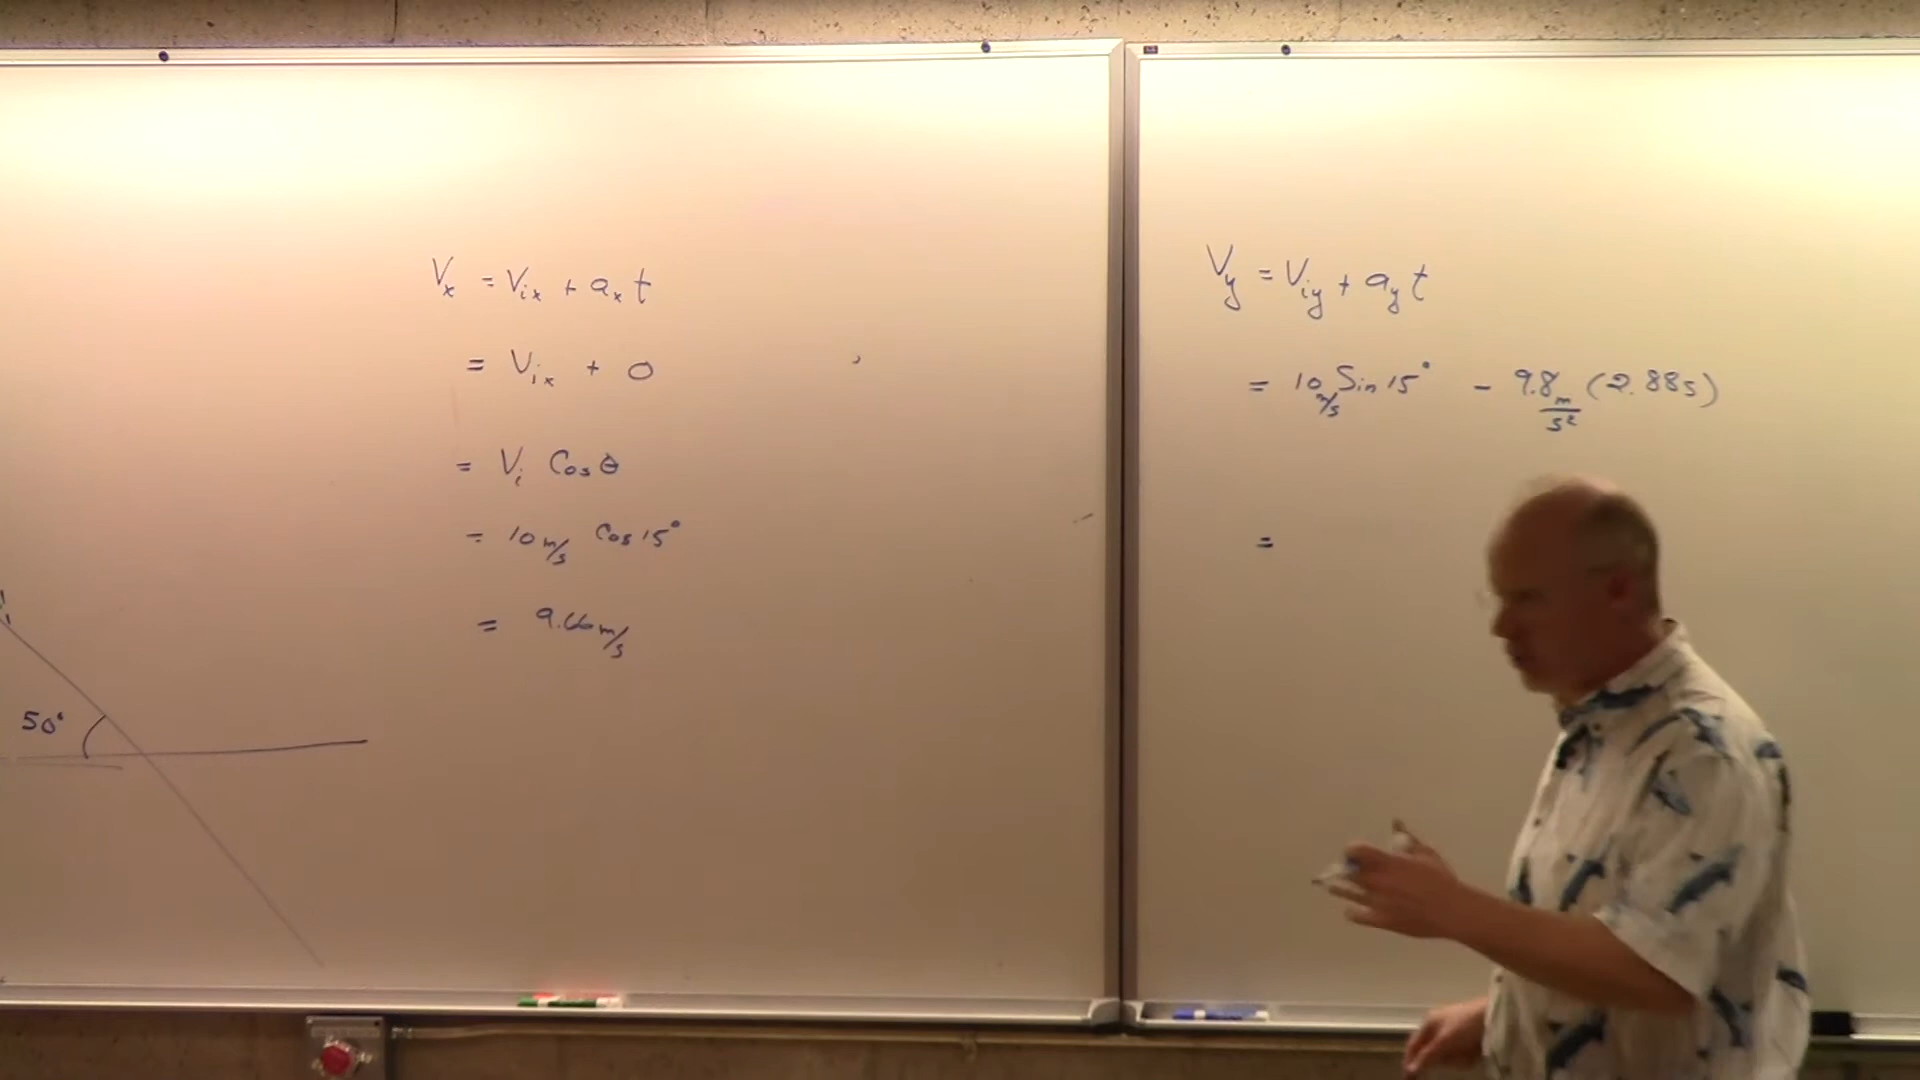 Vx = Vix + ax t
= Vix + 0
= Vi Cos θ
= 10 m/s Cos 15°
= 9.66 m/s
50°
Vy = Viy + ay t
= 10 m/s Sin 15° - 9.8 m/s² (2.88s)
=